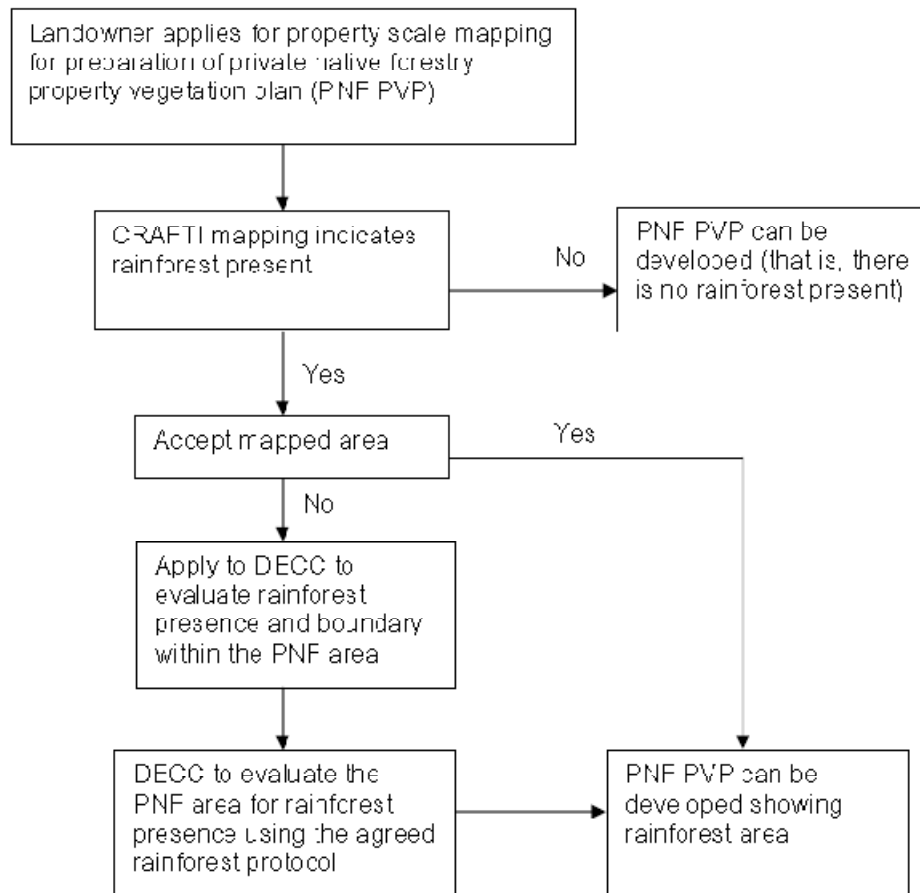 Landowner applies for property scale mapping
for preparation of private native forestry
property vegetation plan (PNF PVP)
CRAFTI mapping indicates
rainforest present
No
PNF PVP can be
developed (that is, there
is no rainforest present)
Yes
Accept mapped area
Yes
No
Apply to DECC to
evaluate rainforest
presence and boundary
within the PNF area
DECC to evaluate the
PNF area for rainforest
presence using the agreed
rainforest protocol
PNF PVP can be
developed showing
rainforest area